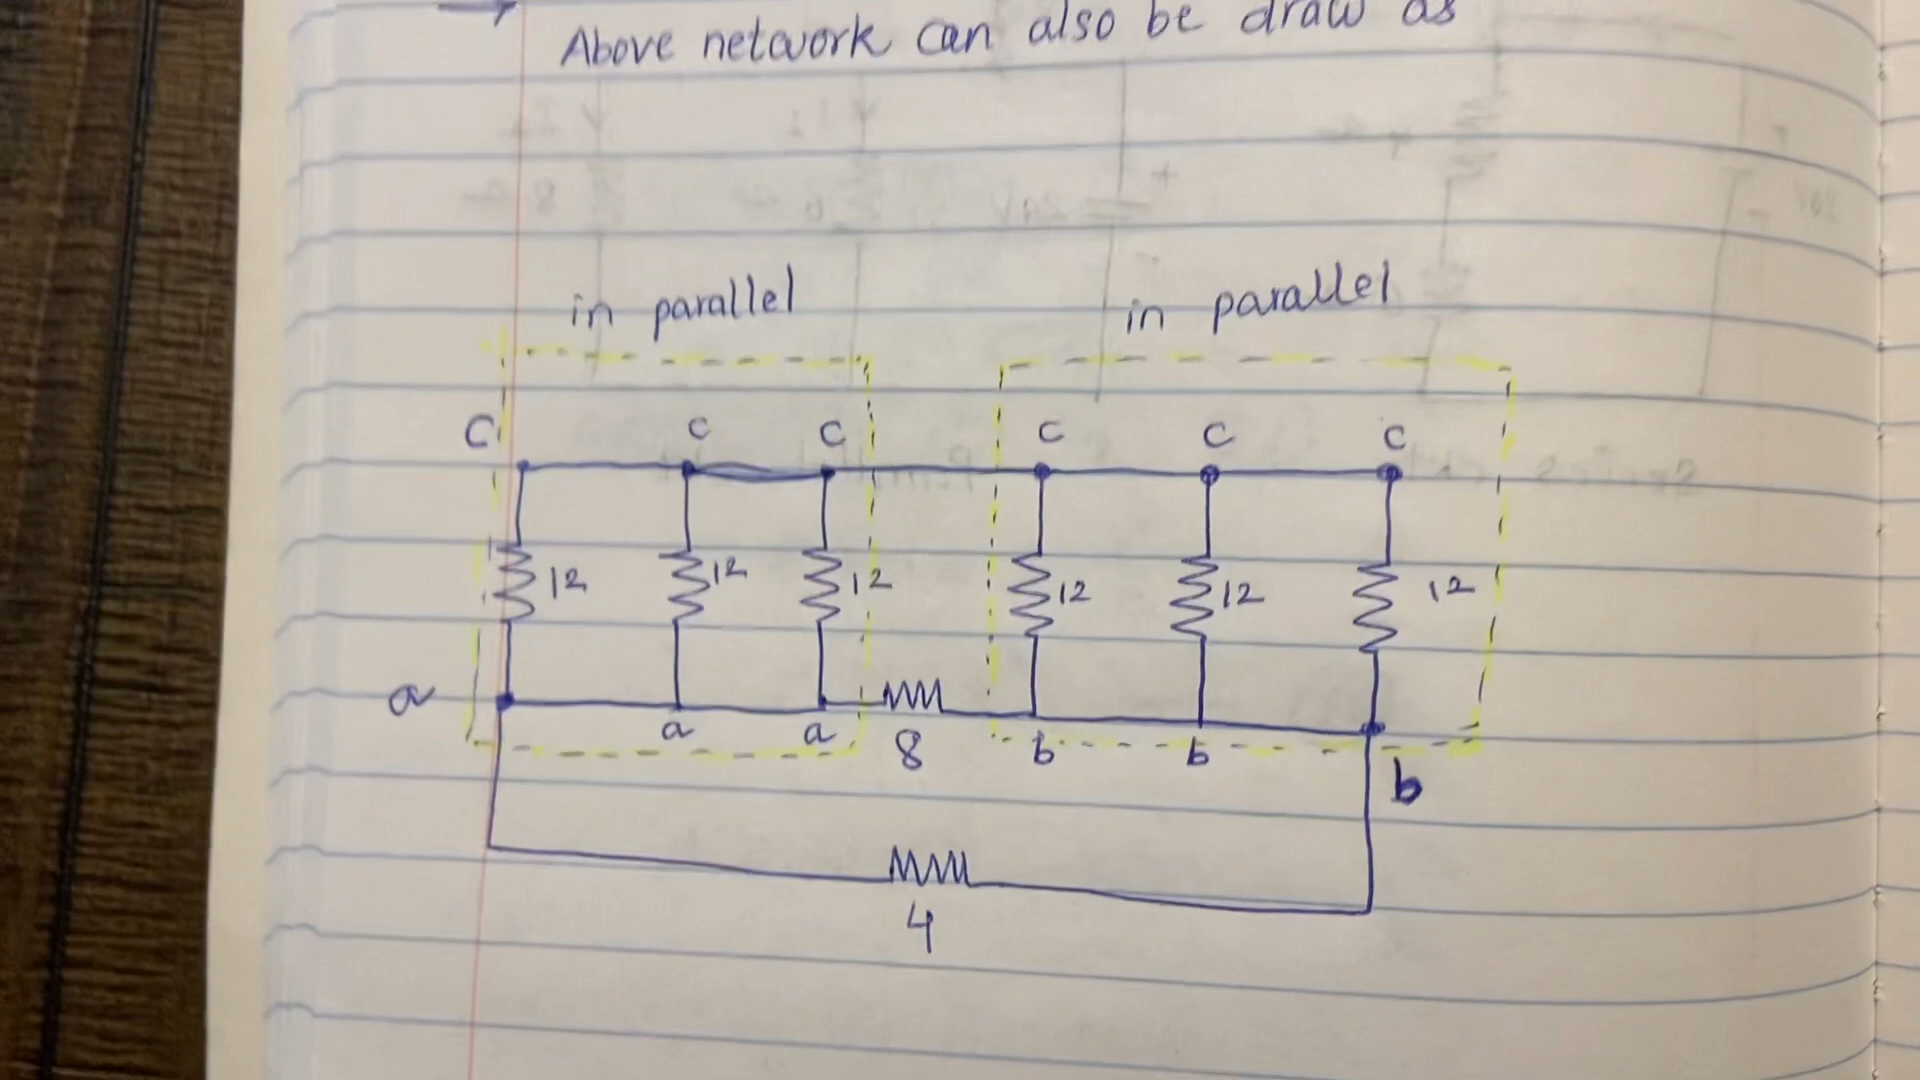 Above network can also be draw as
in parallel in parallel
C c c c c c
12 12 12 12 12 12
a a a 8 b b b
4